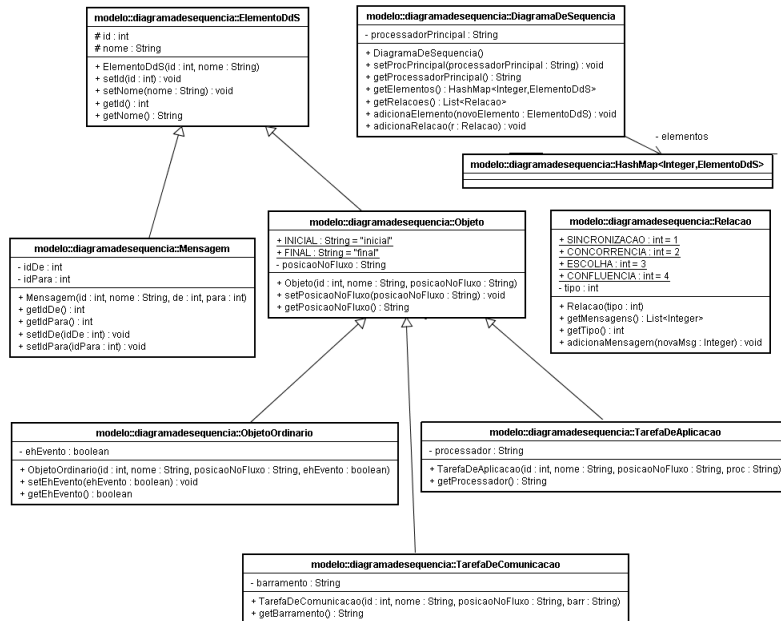 modelo::diagramadesequencia::ElementoDdS
# id : int
# nome : String
+ ElementoDdS(id : int, nome : String)
+ setId(id : int) : void
+ setNome(nome : String) : void
+ getId() : int
+ getNome() : String
modelo::diagramadesequencia::DiagramaDeSequencia
- processadorPrincipal : String
+ DiagramaDeSequencia()
+ setProcPrincipal(processadorPrincipal : String) : void
+ getProcessadorPrincipal() : String
+ getElementos() : HashMap<Integer,ElementoDdS>
+ getRelacoes() : List<Relacao>
+ adicionaElemento(novoElemento : ElementoDdS) : void
+ adicionaRelacao(r : Relacao) : void
- elementos
modelo::diagramadesequencia::HashMap<Integer,ElementoDdS>
modelo::diagramadesequencia::Mensagem
- idDe : int
- idPara : int
+ Mensagem(id : int, nome : String, de : int, para : int)
+ getIdDe() : int
+ getIdPara() : int
+ setIdDe(idDe : int) : void
+ setIdPara(idPara : int) : void
modelo::diagramadesequencia::Objeto
+ INICIAL : String = "inicial"
+ FINAL : String = "final"
- posicaoNoFluxo : String
+ Objeto(id : int, nome : String, posicaoNoFluxo : String)
+ setPosicaoNoFluxo(posicaoNoFluxo : String) : void
+ getPosicaoNoFluxo() : String
modelo::diagramadesequencia::Relacao
+ SINCRONIZACAO : int = 1
+ CONCORRENCIA : int = 2
+ ESCOLHA : int = 3
+ CONFLUENCIA : int = 4
- tipo : int
+ Relacao(tipo : int)
+ getMensagens() : List<Integer>
+ getTipo() : int
+ adicionaMensagem(novaMsg : Integer) : void
modelo::diagramadesequencia::ObjetoOrdinario
- ehEvento : boolean
+ ObjetoOrdinario(id : int, nome : String, posicaoNoFluxo : String, ehEvento : boolean)
+ setEhEvento(ehEvento : boolean) : void
+ getEhEvento() : boolean
modelo::diagramadesequencia::TarefaDeAplicacao
- processador : String
+ TarefaDeAplicacao(id : int, nome : String, posicaoNoFluxo : String, proc : String)
+ getProcessador() : String
modelo::diagramadesequencia::TarefaDeComunicacao
- barramento : String
+ TarefaDeComunicacao(id : int, nome : String, posicaoNoFluxo : String, barr : String)
+ getBarramento() : String